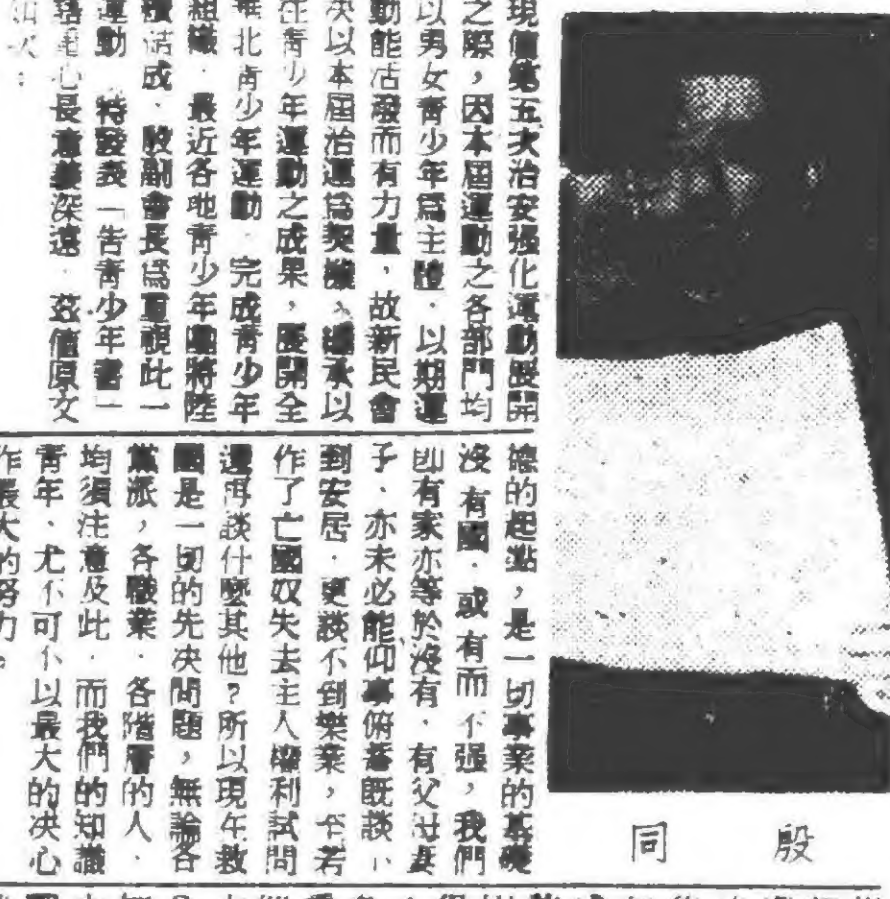 現值第五次治安强化運動展開
之際，因本屆運動之各部門均
以男女青少年爲主體．以期運
動能活潑而有力量，故新民會
决以本屆治運爲契機，繼承以
往青少年運動之成果，展開全
華北青少年運動．完成青少年
組織．最近各地青少年團將陸
續結成．殷副會長爲重視此一
運動．特發表「告青少年書」
長意義深遠．茲值原文
如次：
的起點，是一切事業的基礎
沒有國．或有而不强，我們
即有家亦等於沒有．有父母妻
子．亦未必能仰事俯蓄既談不
到安居．更談不到樂業，至若
作了亡國奴失去主人權利試問
還再談什麼其他？所以現在救
國是一切的先决問題，無論各
黨派，各職業．各階層的人．
均須注意及此．而我們的知識
青年．尤不可不以最大的决心
作最大的努力。
殷同